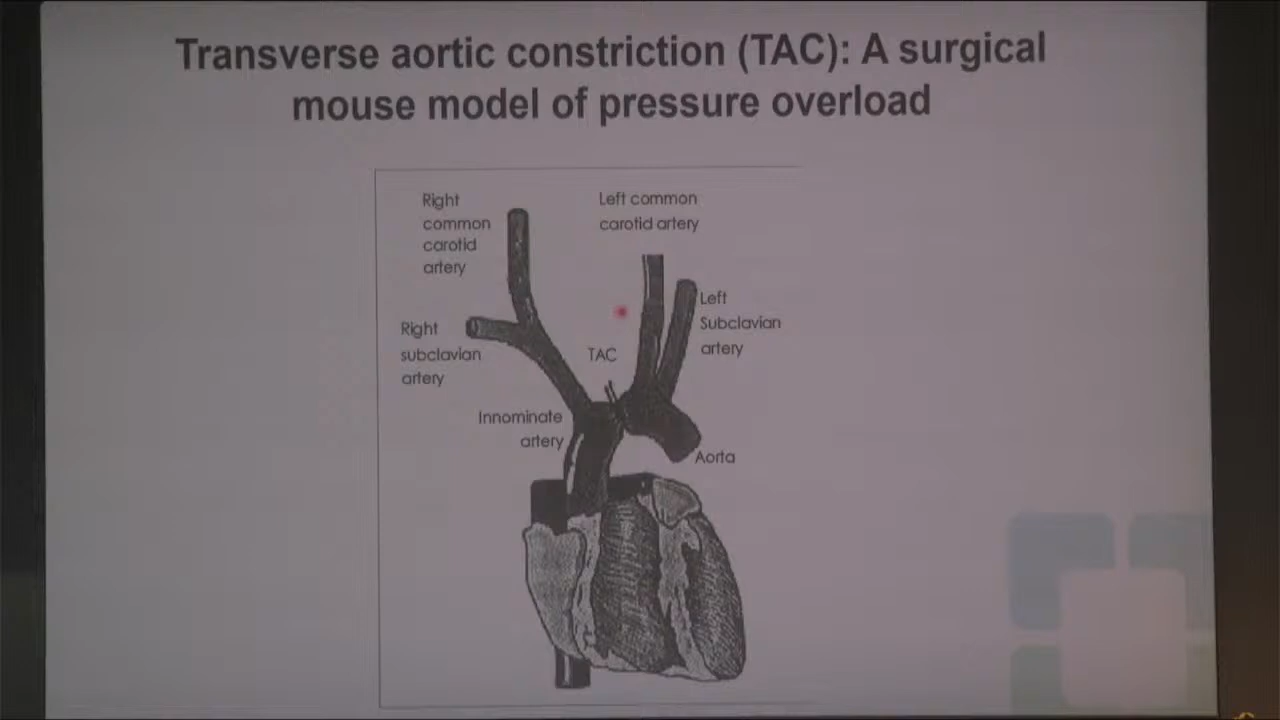 Transverse aortic constriction (TAC): A surgical
mouse model of pressure overload
Right
common
carotid
artery
Left common
carotid artery
Left
Subclavian
artery
Right
subclavian
artery
TAC
Innominate
artery
Aorta